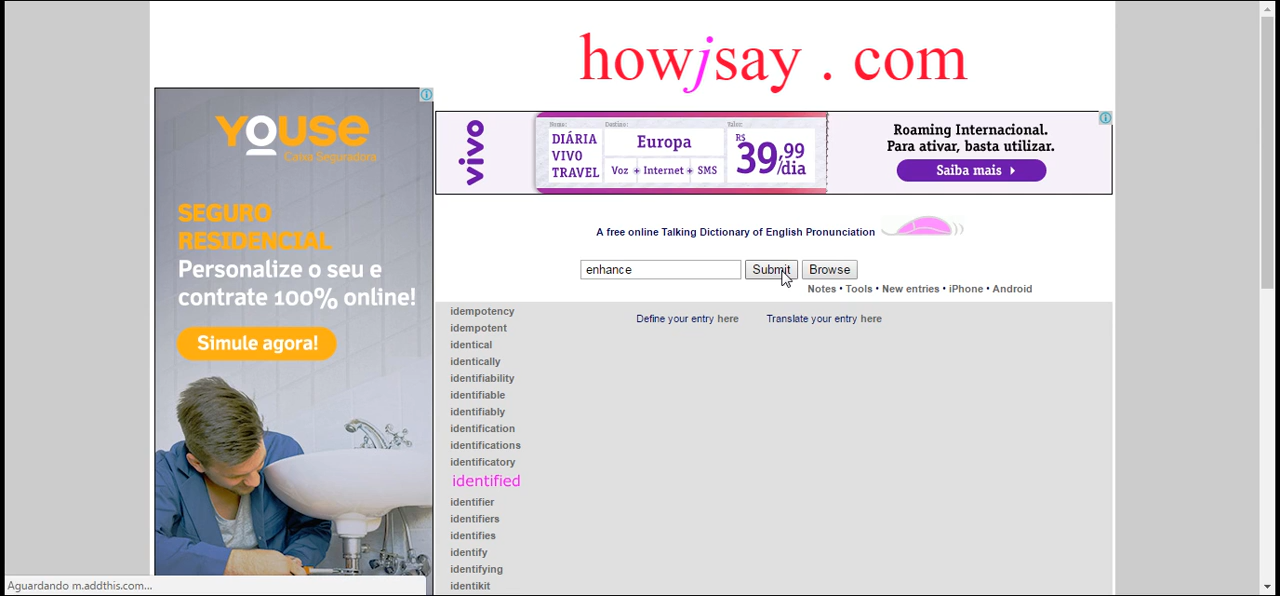 howjsay . com
YOUSE
Caixa Seguradora
SEGURO
RESIDENCIAL
Personalize o seu e
contrate 100% online!
Simule agora!
vivo
Nome:
DIÁRIA
VIVO
TRAVEL
Destino:
Europa
Voz + Internet + SMS
Valor:
R$
39,99
/dia
Roaming Internacional.
Para ativar, basta utilizar.
Saiba mais
A free online Talking Dictionary of English Pronunciation
enhance Submit Browse
Notes • Tools • New entries • iPhone • Android
Define your entry here Translate your entry here
idempotency
idempotent
identical
identically
identifiability
identifiable
identifiably
identification
identifications
identificatory
identified
identifier
identifiers
identifies
identify
identifying
identikit
Aguardando m.addthis.com...